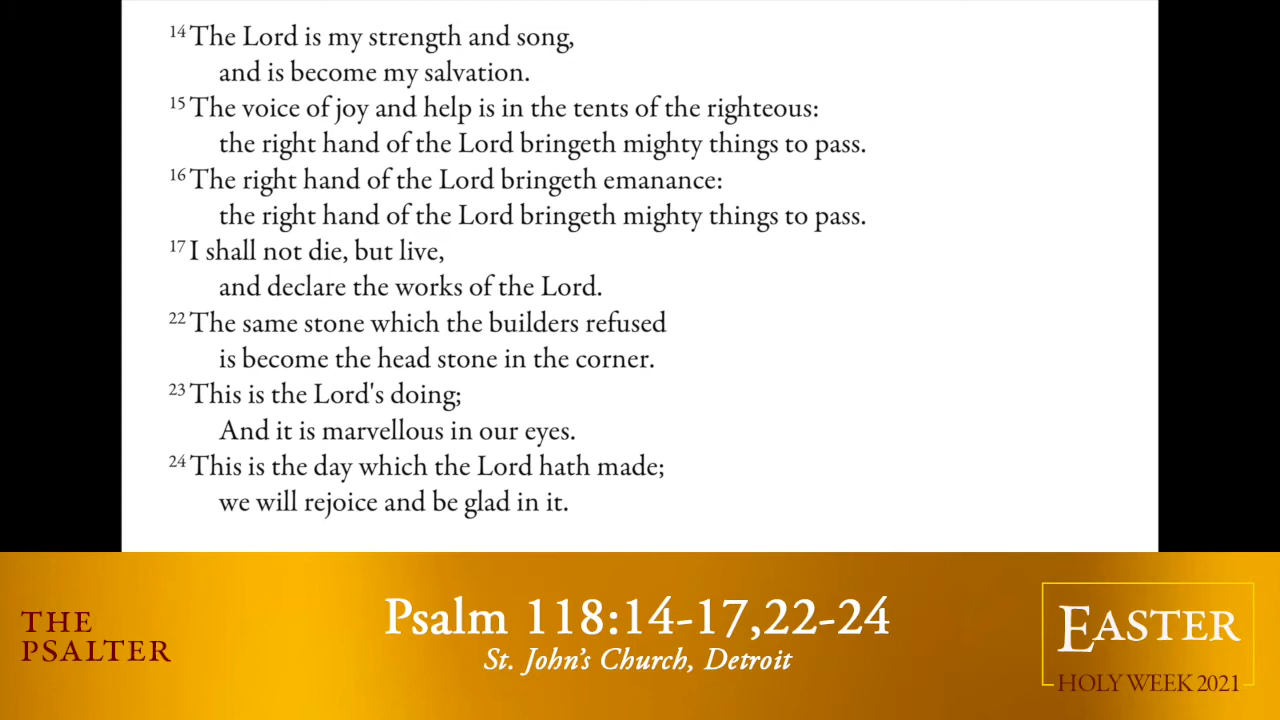 14 The Lord is my strength and song,
and is become my salvation.
15 The voice of joy and help is in the tents of the righteous:
the right hand of the Lord bringeth mighty things to pass.
16 The right hand of the Lord bringeth emanance:
the right hand of the Lord bringeth mighty things to pass.
17 I shall not die, but live,
and declare the works of the Lord.
22 The same stone which the builders refused
is become the head stone in the corner.
23 This is the Lord's doing;
And it is marvellous in our eyes.
24 This is the day which the Lord hath made;
we will rejoice and be glad in it.
THE
PSALTER
Psalm 118:14-17,22-24
St. John's Church, Detroit
EASTER
HOLY WEEK 2021